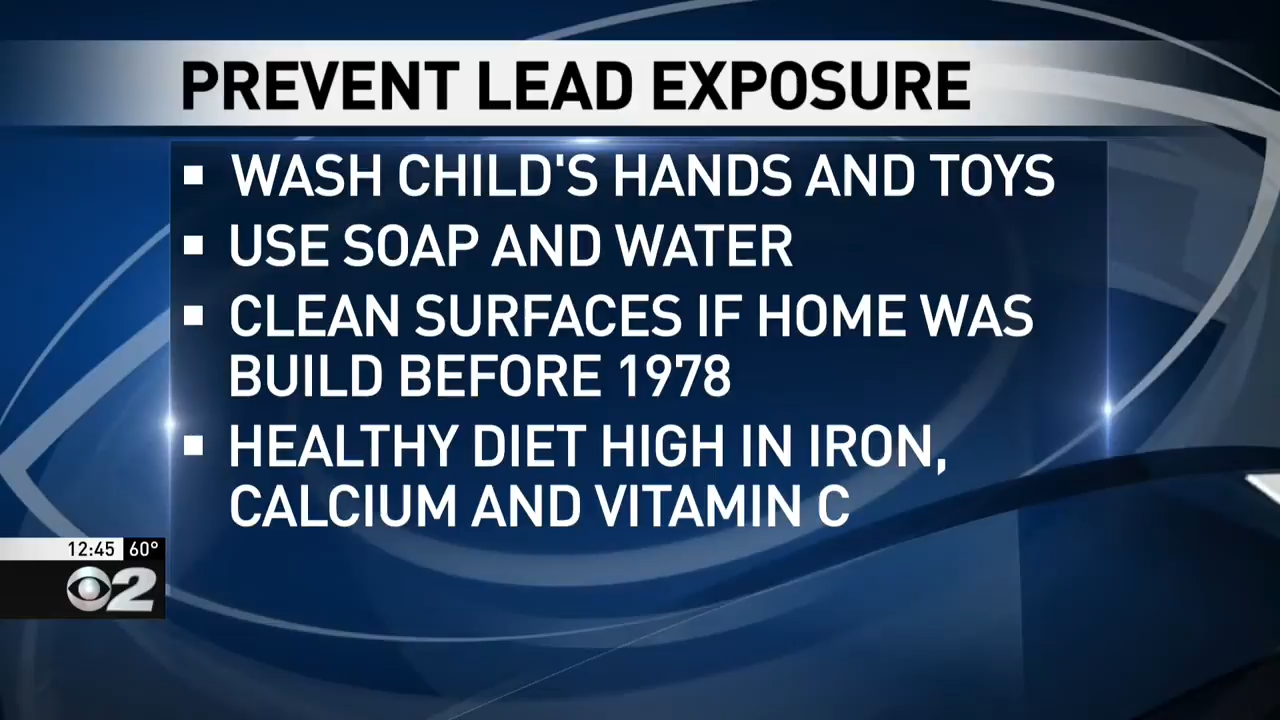 PREVENT LEAD EXPOSURE
▪ WASH CHILD'S HANDS AND TOYS
▪ USE SOAP AND WATER
▪ CLEAN SURFACES IF HOME WAS
BUILD BEFORE 1978
▪ HEALTHY DIET HIGH IN IRON,
CALCIUM AND VITAMIN C
12:45 60°
2